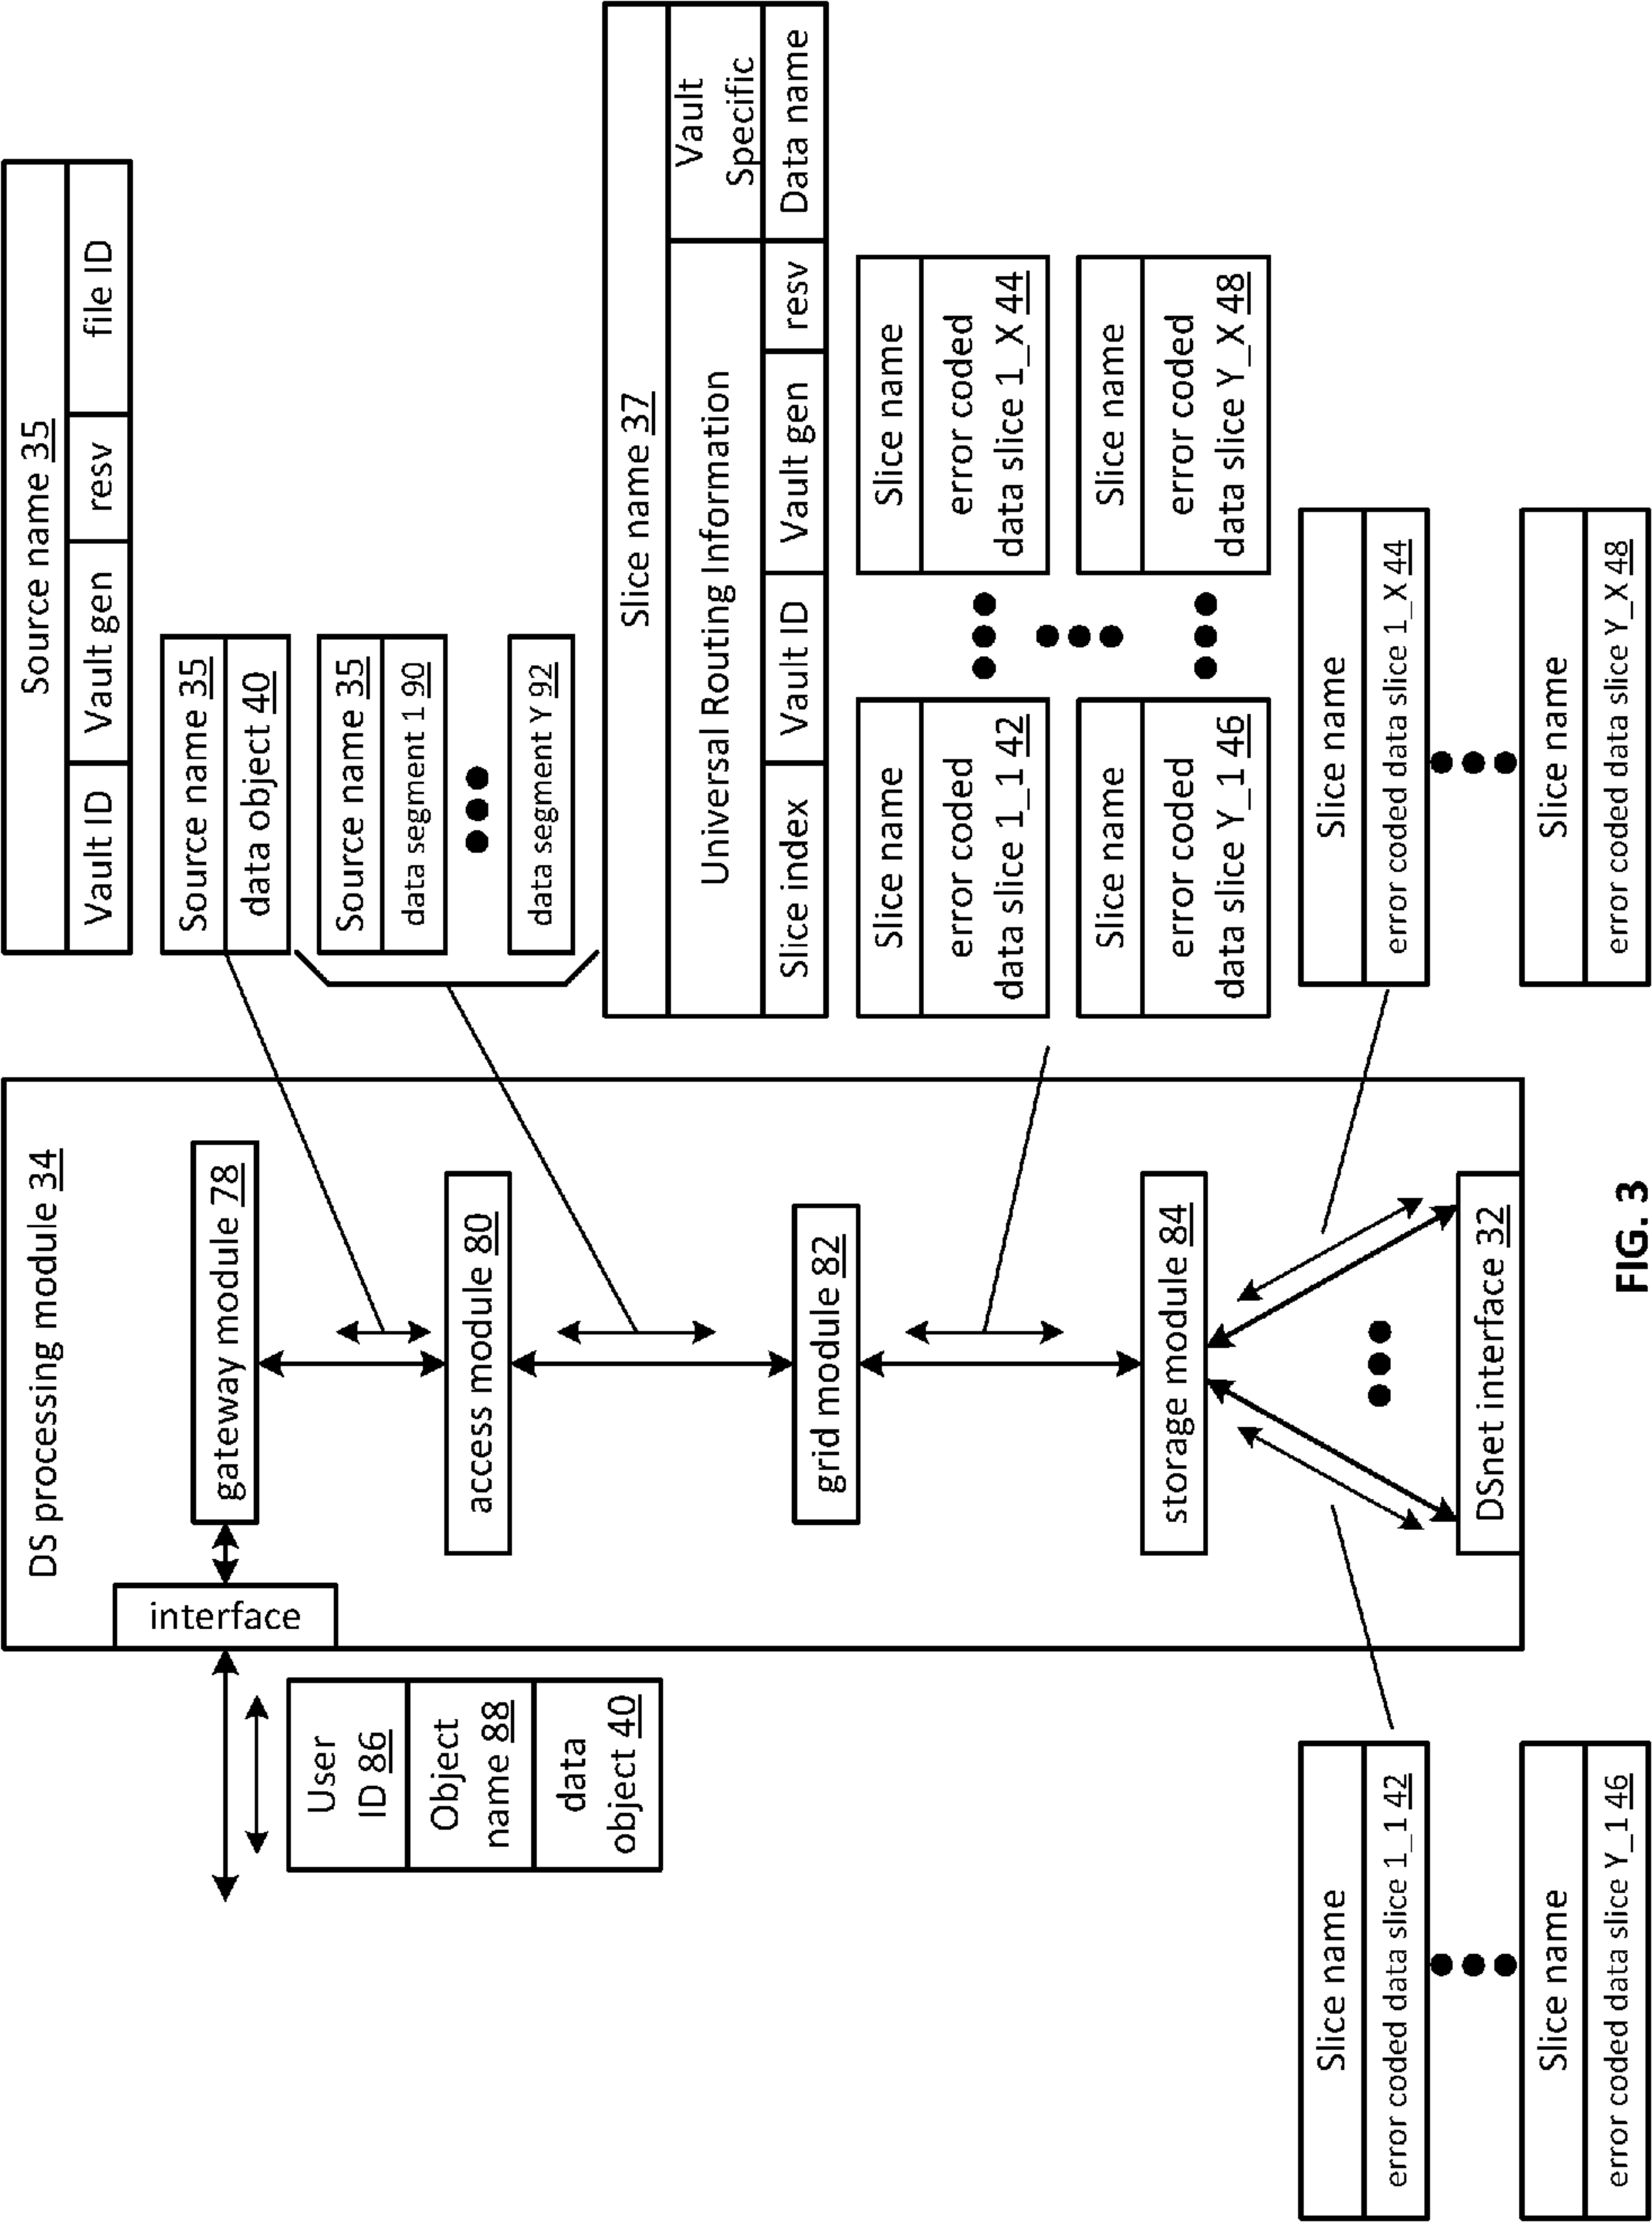 DS processing module 34
interface
gateway module 78
access module 80
grid module 82
storage module 84
DSnet interface 32
User
ID 86
Object
name 88
data
object 40
Source name 35
Vault ID
Vault gen
resv
file ID
Source name 35
data object 40
Source name 35
data segment 1 90
data segment Y 92
Slice name 37
Universal Routing Information
Vault
Specific
Slice index
Vault ID
Vault gen
resv
Data name
Slice name
error coded
data slice 1_1 42
Slice name
error coded
data slice 1_X 44
Slice name
error coded
data slice Y_1 46
Slice name
error coded
data slice Y_X 48
Slice name
error coded data slice 1_1 42
Slice name
error coded data slice Y_1 46
Slice name
error coded data slice 1_X 44
Slice name
error coded data slice Y_X 48
FIG. 3